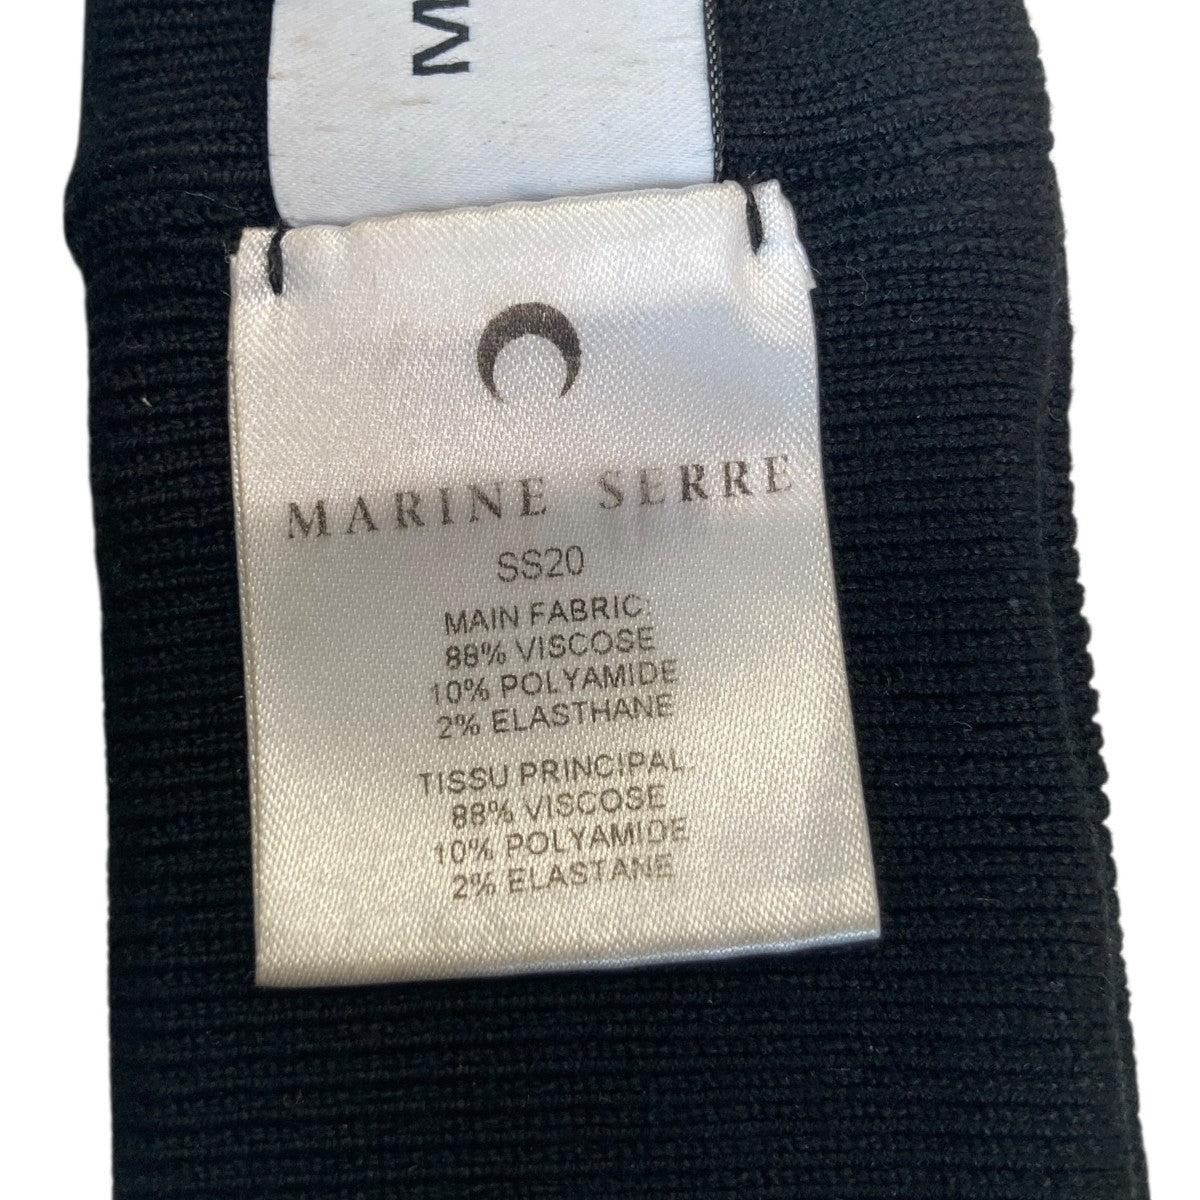 M
MARINE SERRE
SS20
MAIN FABRIC:
88% VISCOSE
10% POLYAMIDE
2% ELASTHANE
TISSU PRINCIPAL:
88% VISCOSE
10% POLYAMIDE
2% ELASTANE